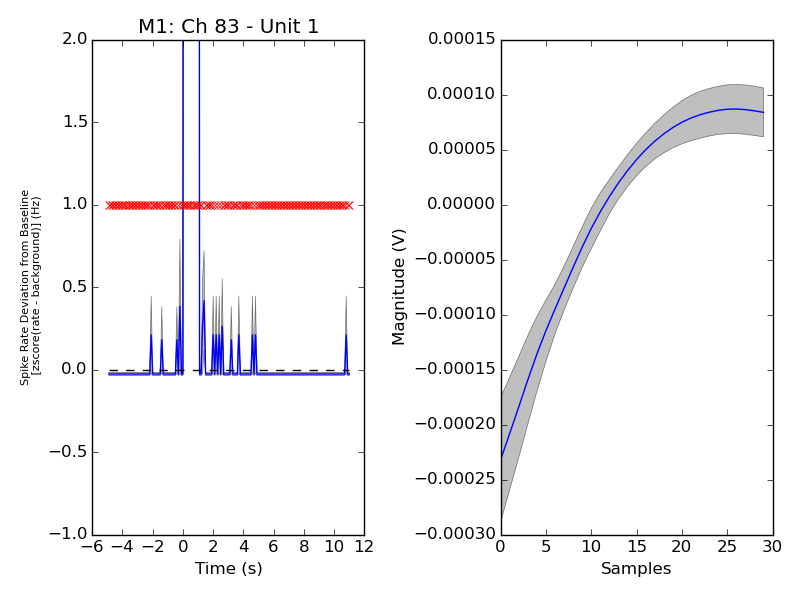 M1: Ch 83 - Unit 1
2.0
1.5
1.0
0.5
0.0
−0.5
−1.0
−6 −4 −2 0 2 4 6 8 10 12
Time (s)
Spike Rate Deviation from Baseline
[zscore(rate - background)] (Hz)
0.00015
0.00010
0.00005
0.00000
−0.00005
−0.00010
−0.00015
−0.00020
−0.00025
−0.00030
0 5 10 15 20 25 30
Samples
Magnitude (V)